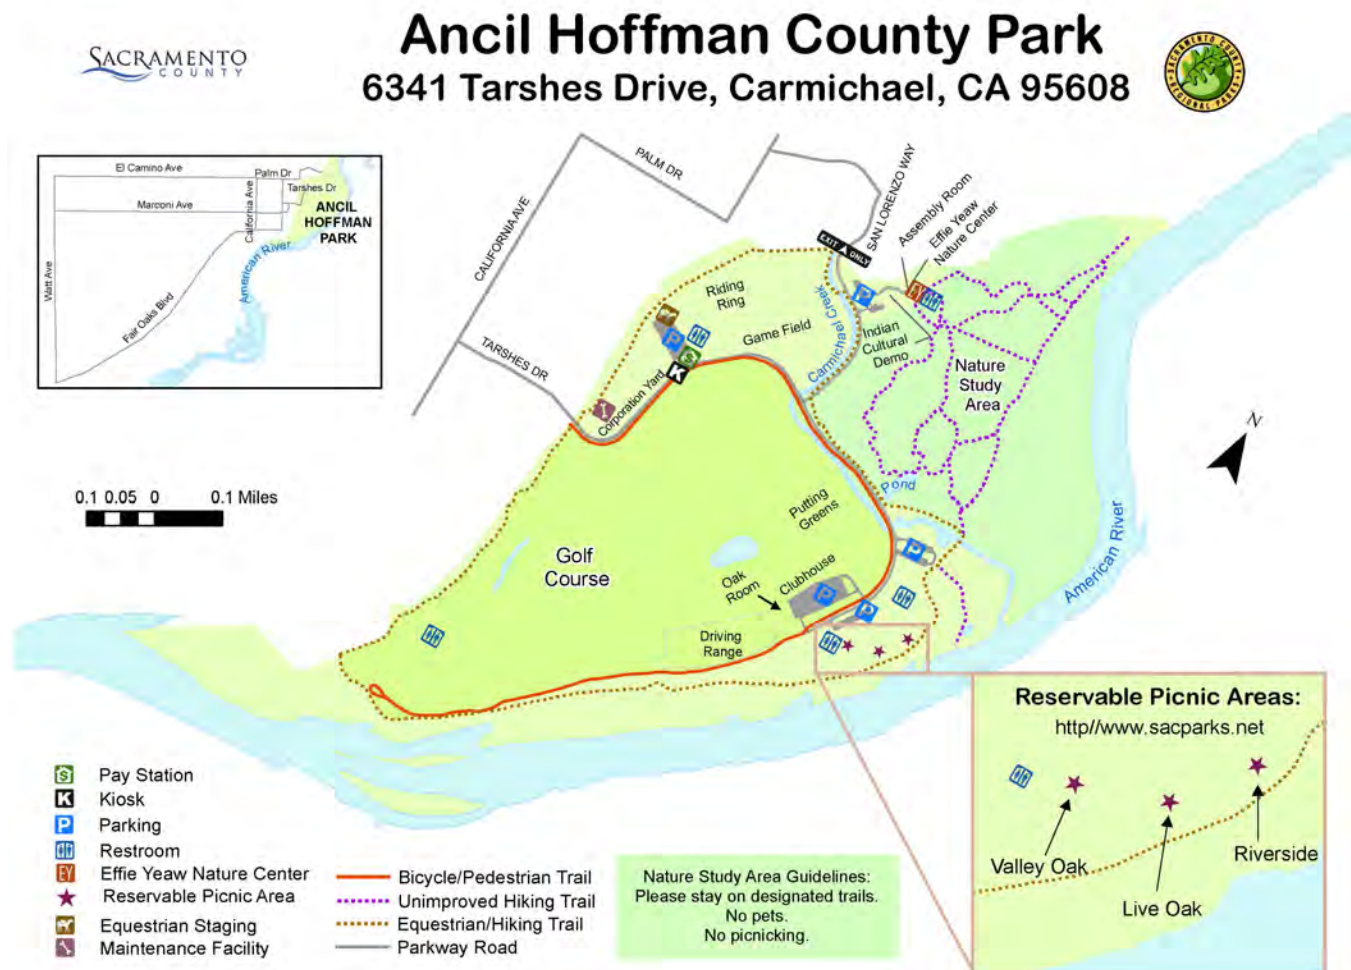 Ancil Hoffman County Park
6341 Tarshes Drive, Carmichael, CA 95608
SACRAMENTO
COUNTY
SACRAMENTO COUNTY
REGIONAL PARKS
El Camino Ave
Palm Dr
Tarshes Dr
Marconi Ave
California Ave
ANCIL
HOFFMAN
PARK
American River
Watt Ave
Fair Oaks Blvd
PALM DR
CALIFORNIA AVE
TARSHES DR
SAN LORENZO WAY
EXIT ONLY
Assembly Room
Effie Yeaw
Nature Center
EY
Riding
Ring
Game Field
Carmichael Creek
Indian
Cultural
Demo
Nature
Study
Area
P
P
$
K
Corporation Yard
N
0.1 0.05 0 0.1 Miles
Pond
Putting
Greens
Golf
Course
American River
P
Oak
Room
Clubhouse
P
P
Driving
Range
Reservable Picnic Areas:
http//www.sacparks.net
Valley Oak
Live Oak
Riverside
$ Pay Station
K Kiosk
P Parking
Restroom
EY Effie Yeaw Nature Center
Reservable Picnic Area
Equestrian Staging
Maintenance Facility
Bicycle/Pedestrian Trail
Unimproved Hiking Trail
Equestrian/Hiking Trail
Parkway Road
Nature Study Area Guidelines:
Please stay on designated trails.
No pets.
No picnicking.